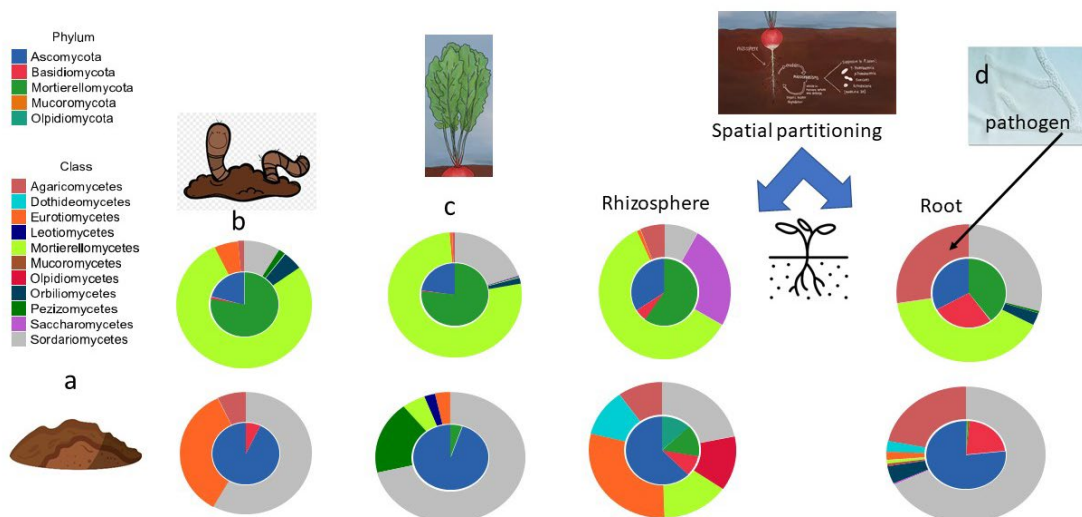 Phylum
Ascomycota
Basidiomycota
Mortierellomycota
Mucoromycota
Olpidiomycota
Class
Agaricomycetes
Dothideomycetes
Eurotiomycetes
Leotiomycetes
Mortierellomycetes
Mucoromycetes
Olpidiomycetes
Orbiliomycetes
Pezizomycetes
Saccharomycetes
Sordariomycetes
a
b
c
Spatial partitioning
Rhizosphere
Root
d
pathogen